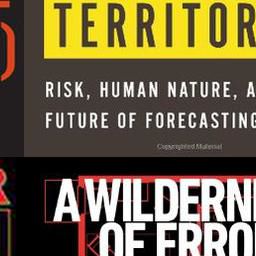 TERRITOR
RISK, HUMAN NATURE, A
FUTURE OF FORECASTING
Copyrighted Material
A WILDERN
OF ERRO